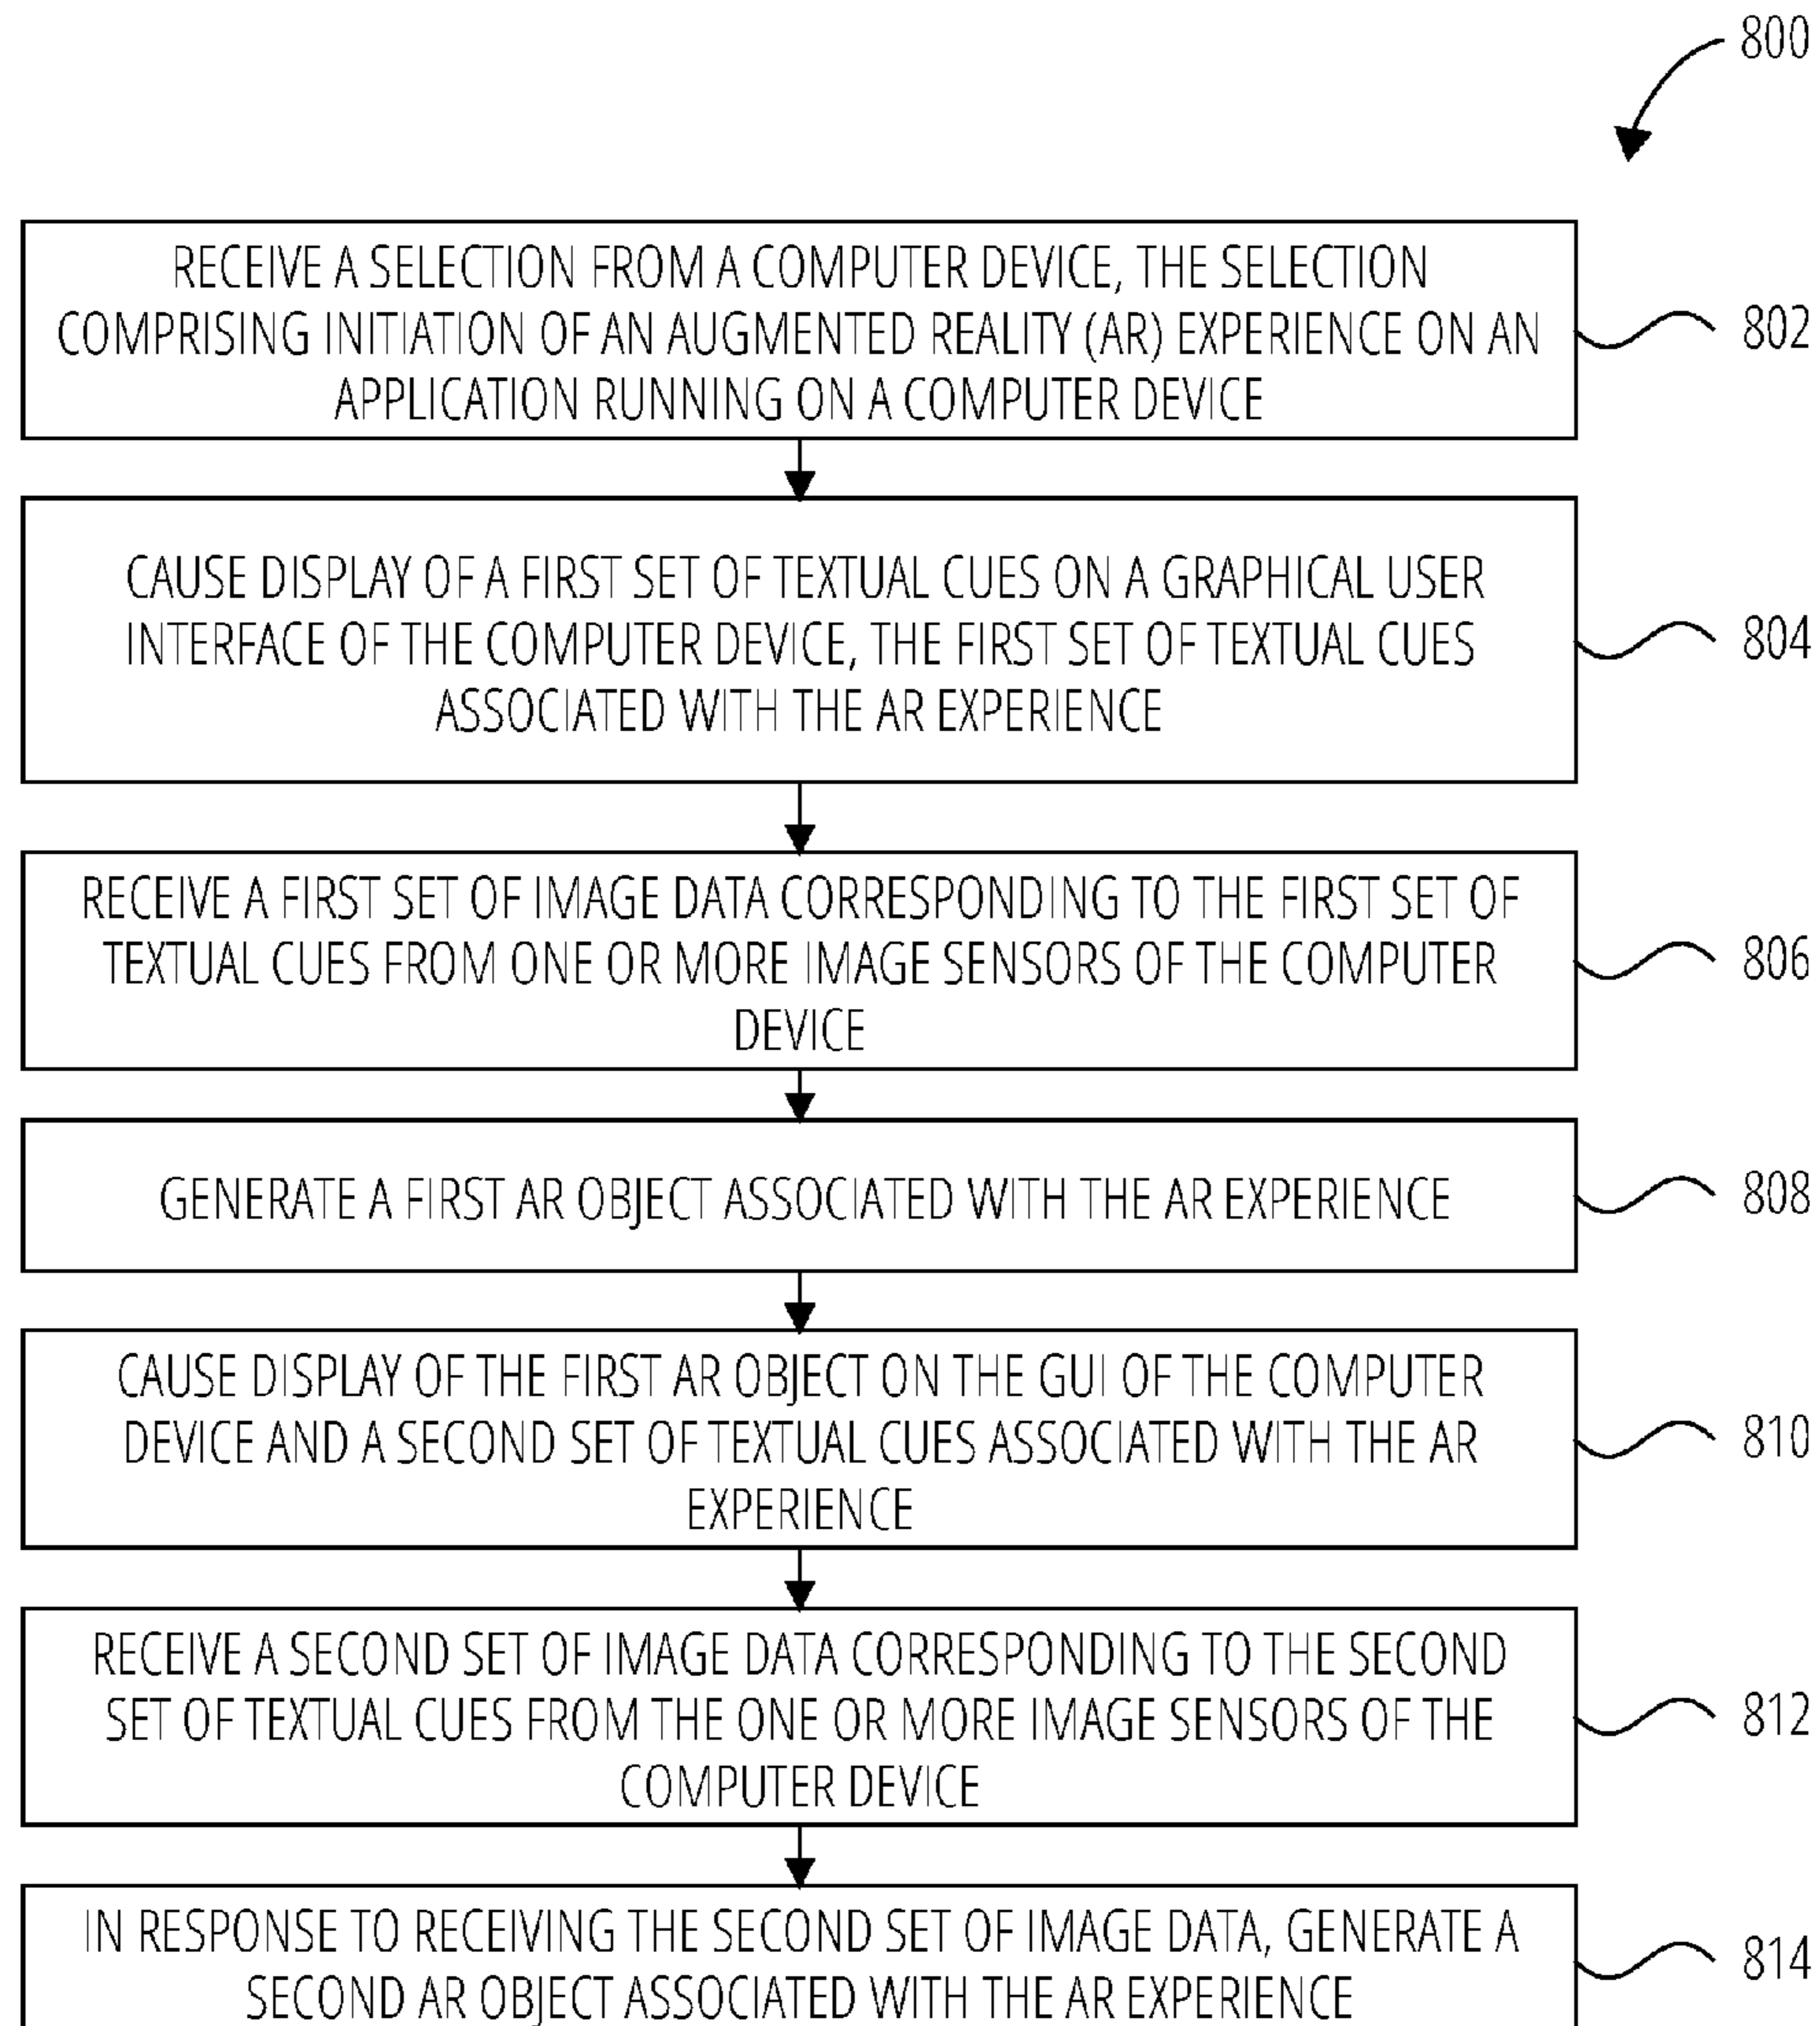 800
RECEIVE A SELECTION FROM A COMPUTER DEVICE, THE SELECTION
COMPRISING INITIATION OF AN AUGMENTED REALITY (AR) EXPERIENCE ON AN
APPLICATION RUNNING ON A COMPUTER DEVICE
802
CAUSE DISPLAY OF A FIRST SET OF TEXTUAL CUES ON A GRAPHICAL USER
INTERFACE OF THE COMPUTER DEVICE, THE FIRST SET OF TEXTUAL CUES
ASSOCIATED WITH THE AR EXPERIENCE
804
RECEIVE A FIRST SET OF IMAGE DATA CORRESPONDING TO THE FIRST SET OF
TEXTUAL CUES FROM ONE OR MORE IMAGE SENSORS OF THE COMPUTER
DEVICE
806
GENERATE A FIRST AR OBJECT ASSOCIATED WITH THE AR EXPERIENCE
808
CAUSE DISPLAY OF THE FIRST AR OBJECT ON THE GUI OF THE COMPUTER
DEVICE AND A SECOND SET OF TEXTUAL CUES ASSOCIATED WITH THE AR
EXPERIENCE
810
RECEIVE A SECOND SET OF IMAGE DATA CORRESPONDING TO THE SECOND
SET OF TEXTUAL CUES FROM THE ONE OR MORE IMAGE SENSORS OF THE
COMPUTER DEVICE
812
IN RESPONSE TO RECEIVING THE SECOND SET OF IMAGE DATA, GENERATE A
SECOND AR OBJECT ASSOCIATED WITH THE AR EXPERIENCE
814